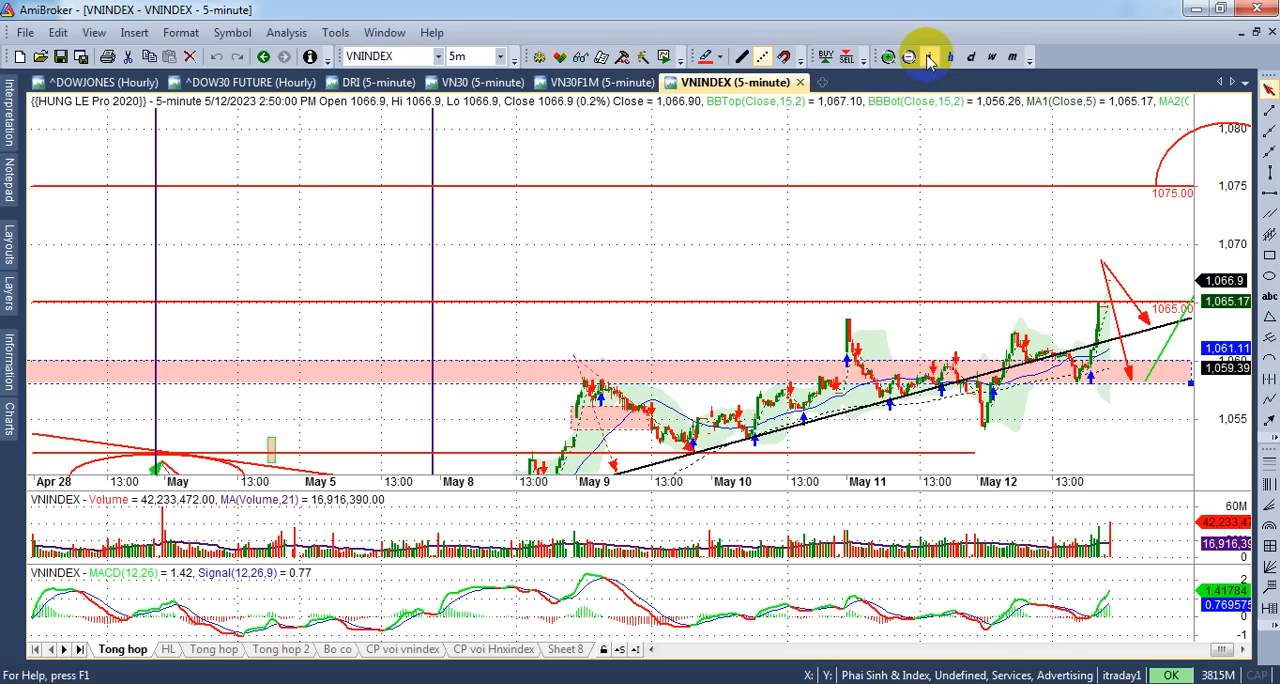 AmiBroker - [VNINDEX - VNINDEX - 5-minute]
File Edit View Insert Format Symbol Analysis Tools Window Help
VNINDEX 5m BUY SELL i h d w m
^DOWJONES (Hourly) ^DOW30 FUTURE (Hourly) DRI (5-minute) VN30 (5-minute) VN30F1M (5-minute) VNINDEX (5-minute)
{{HUNG LE Pro 2020}} - 5-minute 5/12/2023 2:50:00 PM Open 1066.9, Hi 1066.9, Lo 1066.9, Close 1066.9 (0.2%) Close = 1,066.90, BBTop(Close,15,2) = 1,067.10, BBBot(Close,15,2) = 1,056.26, MA1(Close,5) = 1,065.17, MA2(C
Interpretation
Notepad
Layouts
Layers
Information
Charts
abc
1,080
1,075
1075.00
1,070
1,066.9
1,065.17
1065.00
1,061.11
1,060
1,059.39
1,055
Apr 28 13:00 May 13:00 May 5 13:00 May 8 13:00 May 9 13:00 May 10 13:00 May 11 13:00 May 12 13:00
VNINDEX - Volume = 42,233,472.00, MA(Volume,21) = 16,916,390.00
60M
42,233,47
16,916,39
0
VNINDEX - MACD(12,26) = 1.42, Signal(12,26,9) = 0.77
2
1.41784
0.769575
0
-1
Tong hop HL Tong hop Tong hop 2 Bo co CP voi vnindex CP voi Hnxindex Sheet 8
For Help, press F1 X: Y: Phai Sinh & Index, Undefined, Services, Advertising itraday1 OK 3815M CAP